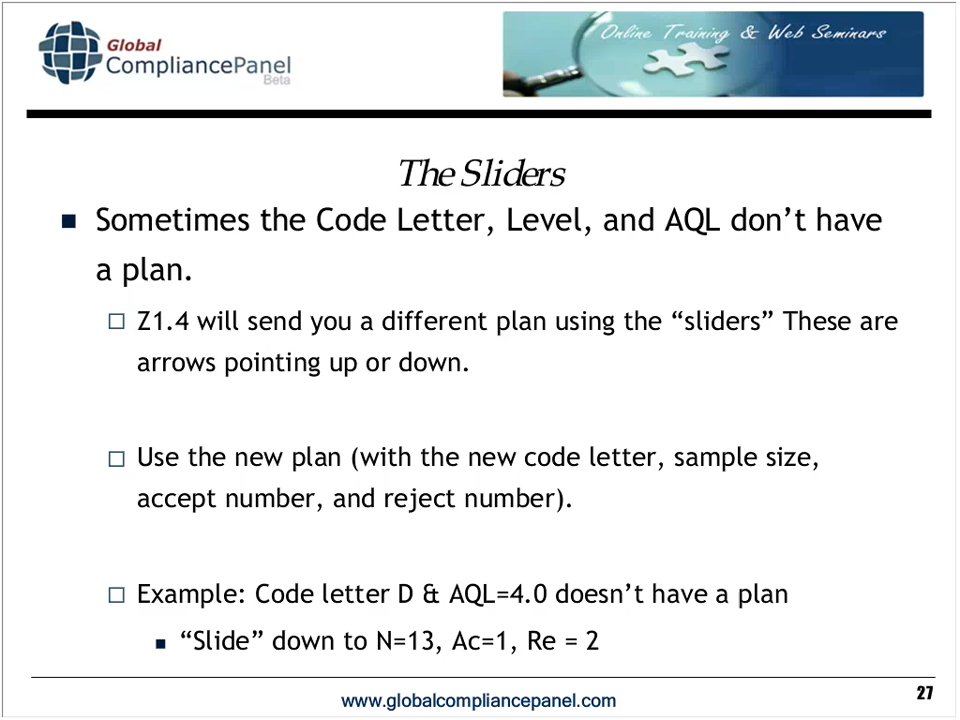 Global
CompliancePanel
Beta
Online Training & Web Seminars
The Sliders
Sometimes the Code Letter, Level, and AQL don’t have
a plan.
Z1.4 will send you a different plan using the “sliders” These are
arrows pointing up or down.
Use the new plan (with the new code letter, sample size,
accept number, and reject number).
Example: Code letter D & AQL=4.0 doesn’t have a plan
“Slide” down to N=13, Ac=1, Re = 2
www.globalcompliancepanel.com
27